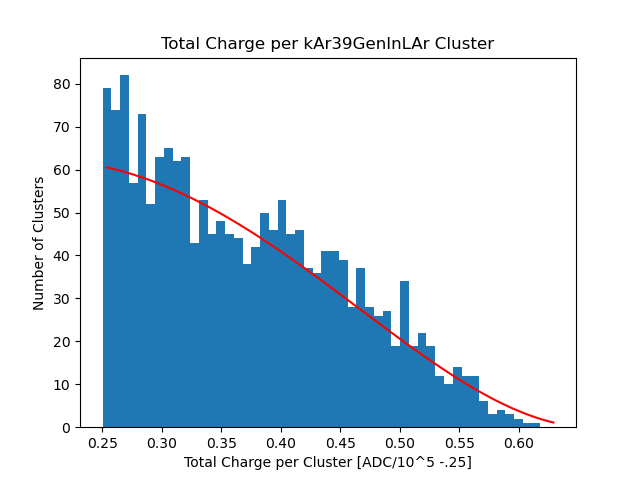 Total Charge per kAr39GenInLAr Cluster
Number of Clusters
80
70
60
50
40
30
20
10
0
0.25 0.30 0.35 0.40 0.45 0.50 0.55 0.60
Total Charge per Cluster [ADC/10^5 -.25]